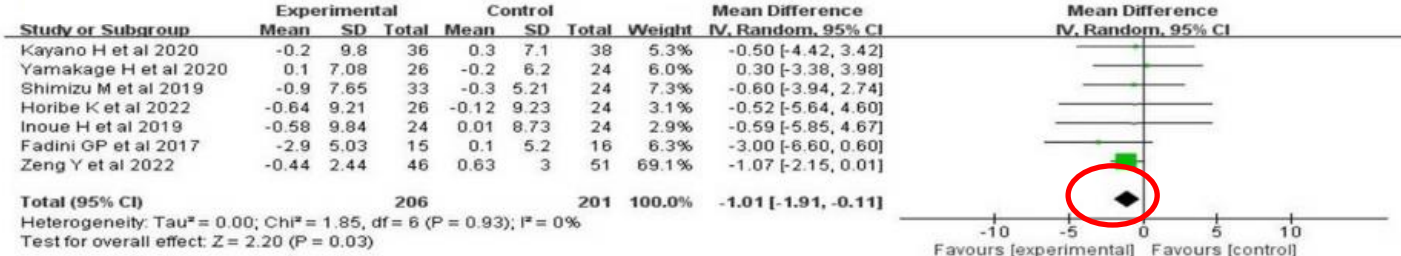 Experimental Control Mean Difference Mean Difference
Study or Subgroup Mean SD Total Mean SD Total Weight IV, Random, 95% CI IV, Random, 95% CI
Kayano H et al 2020 -0.2 9.8 36 0.3 7.1 38 5.3% -0.50 [-4.42, 3.42]
Yamakage H et al 2020 0.1 7.08 26 -0.2 6.2 24 6.0% 0.30 [-3.38, 3.98]
Shimizu M et al 2019 -0.9 7.65 33 -0.3 5.21 24 7.3% -0.60 [-3.94, 2.74]
Horibe K et al 2022 -0.64 9.21 26 -0.12 9.23 24 3.1% -0.52 [-5.64, 4.60]
Inoue H et al 2019 -0.58 9.84 24 0.01 8.73 24 2.9% -0.59 [-5.85, 4.67]
Fadini GP et al 2017 -2.9 5.03 15 0.1 5.2 16 6.3% -3.00 [-6.60, 0.60]
Zeng Y et al 2022 -0.44 2.44 46 0.63 3 51 69.1% -1.07 [-2.15, 0.01]
Total (95% CI) 206 201 100.0% -1.01 [-1.91, -0.11]
Heterogeneity: Tau² = 0.00; Chi² = 1.85, df = 6 (P = 0.93); I² = 0%
Test for overall effect: Z = 2.20 (P = 0.03)
-10 -5 0 5 10
Favours [experimental] Favours [control]